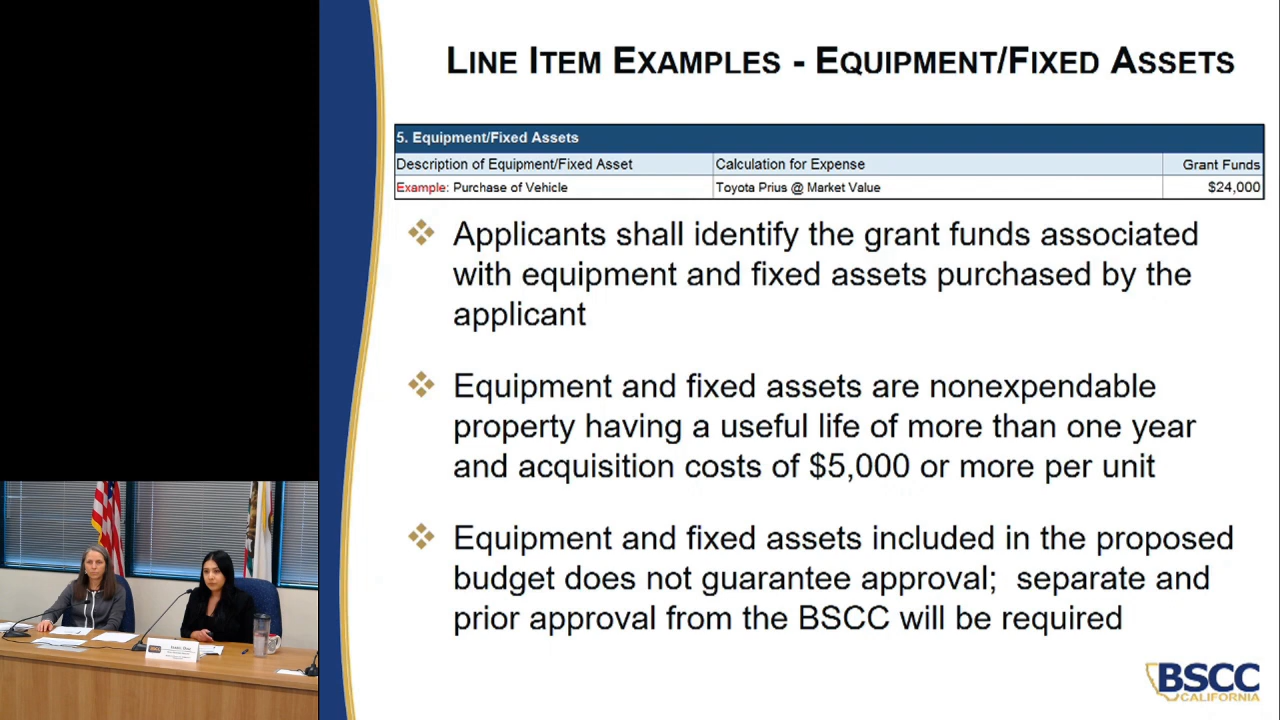 LINE ITEM EXAMPLES - EQUIPMENT/FIXED ASSETS
5. Equipment/Fixed Assets
Description of Equipment/Fixed Asset Calculation for Expense Grant Funds
Example: Purchase of Vehicle Toyota Prius @ Market Value $24,000
Applicants shall identify the grant funds associated
with equipment and fixed assets purchased by the
applicant
Equipment and fixed assets are nonexpendable
property having a useful life of more than one year
and acquisition costs of $5,000 or more per unit
Equipment and fixed assets included in the proposed
budget does not guarantee approval; separate and
prior approval from the BSCC will be required
BSCC
CALIFORNIA